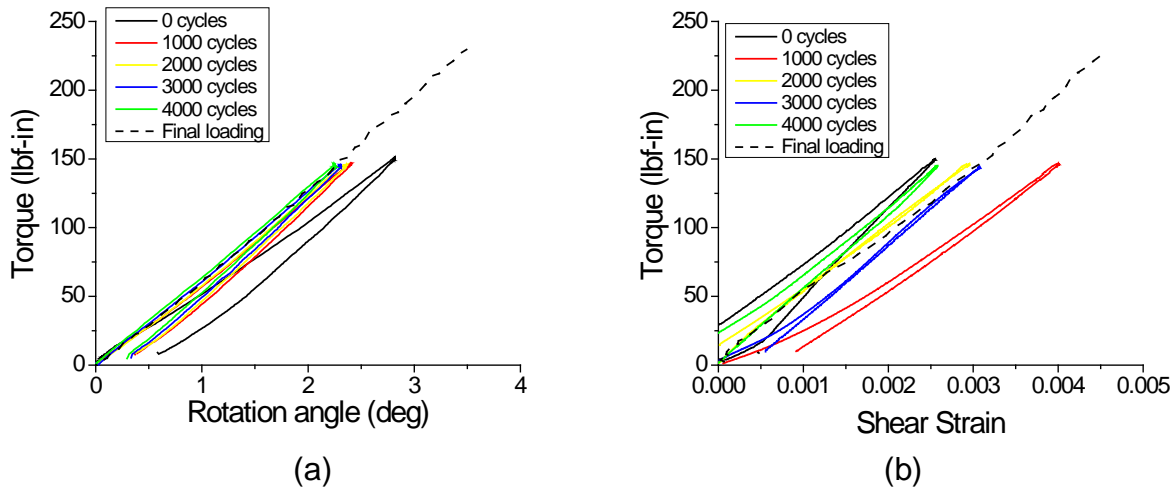 0 cycles
1000 cycles
2000 cycles
3000 cycles
4000 cycles
Final loading
250
200
150
100
50
0
Torque (lbf-in)
0 1 2 3 4
Rotation angle (deg)
(a)
0 cycles
1000 cycles
2000 cycles
3000 cycles
4000 cycles
Final loading
250
200
150
100
50
0
Torque (lbf-in)
0.000 0.001 0.002 0.003 0.004 0.005
Shear Strain
(b)